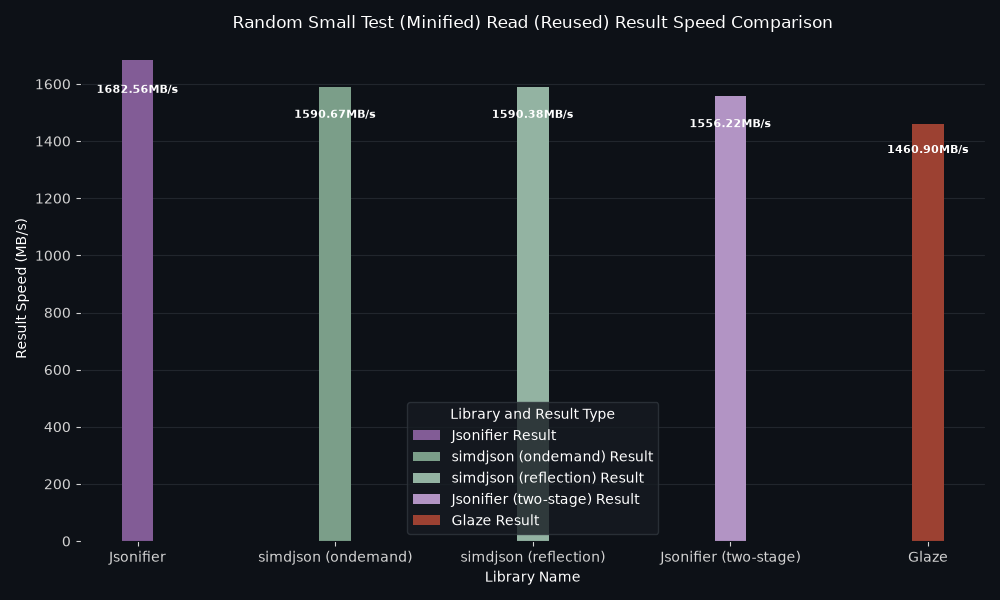 Random Small Test (Minified) Read (Reused) Result Speed Comparison
Result Speed (MB/s)
1600
1400
1200
1000
800
600
400
200
0
1682.56MB/s
1590.67MB/s
1590.38MB/s
1556.22MB/s
1460.90MB/s
Library and Result Type
Jsonifier Result
simdjson (ondemand) Result
simdjson (reflection) Result
Jsonifier (two-stage) Result
Glaze Result
Jsonifier
simdjson (ondemand)
simdjson (reflection)
Jsonifier (two-stage)
Glaze
Library Name